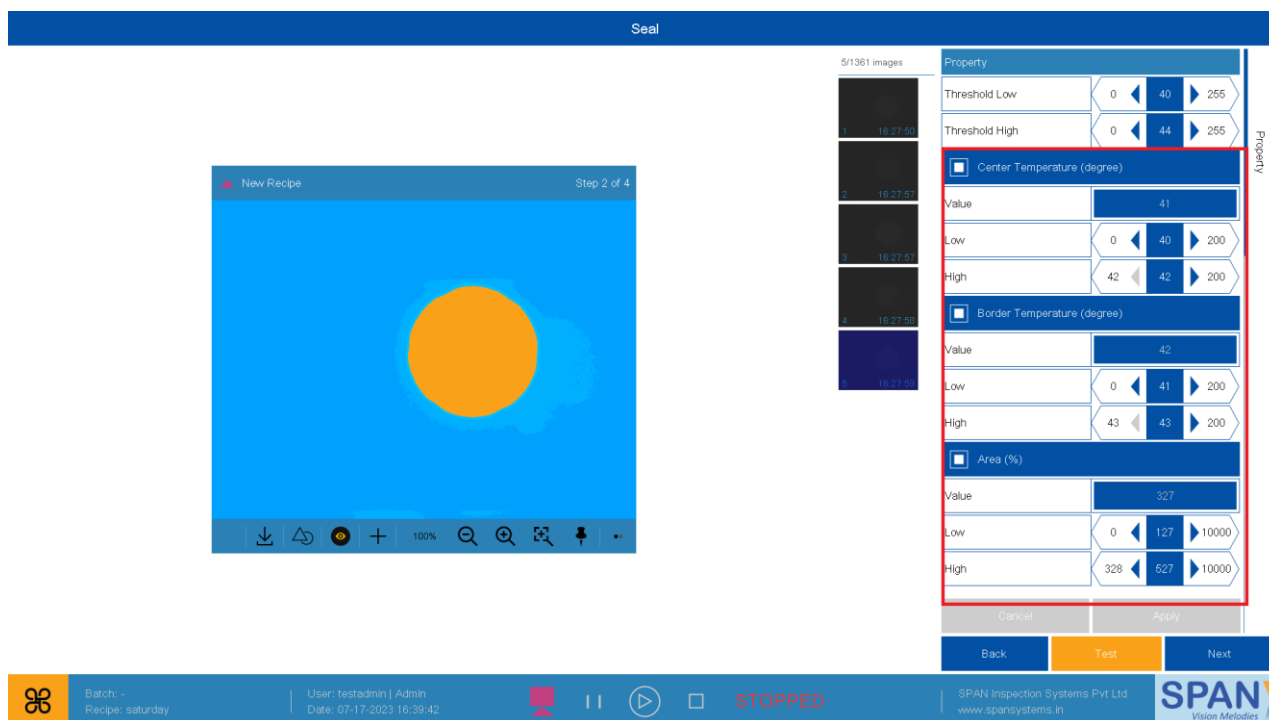 Seal
5/1361 images
1 16:27:50
2 16:27:57
3 16:27:57
4 16:27:58
5 16:27:59
New Recipe Step 2 of 4
100%
Property
Threshold Low 0 40 255
Threshold High 0 44 255
Center Temperature (degree)
Value 41
Low 0 40 200
High 42 42 200
Border Temperature (degree)
Value 42
Low 0 41 200
High 43 43 200
Area (%)
Value 327
Low 0 127 10000
High 328 527 10000
Cancel Apply
Back Test Next
Property
Batch: -
Recipe: saturday
User: testadmin | Admin
Date: 07-17-2023 16:39:42
STOPPED
SPAN Inspection Systems Pvt Ltd
www.spansystems.in
SPAN
Vision Melodies